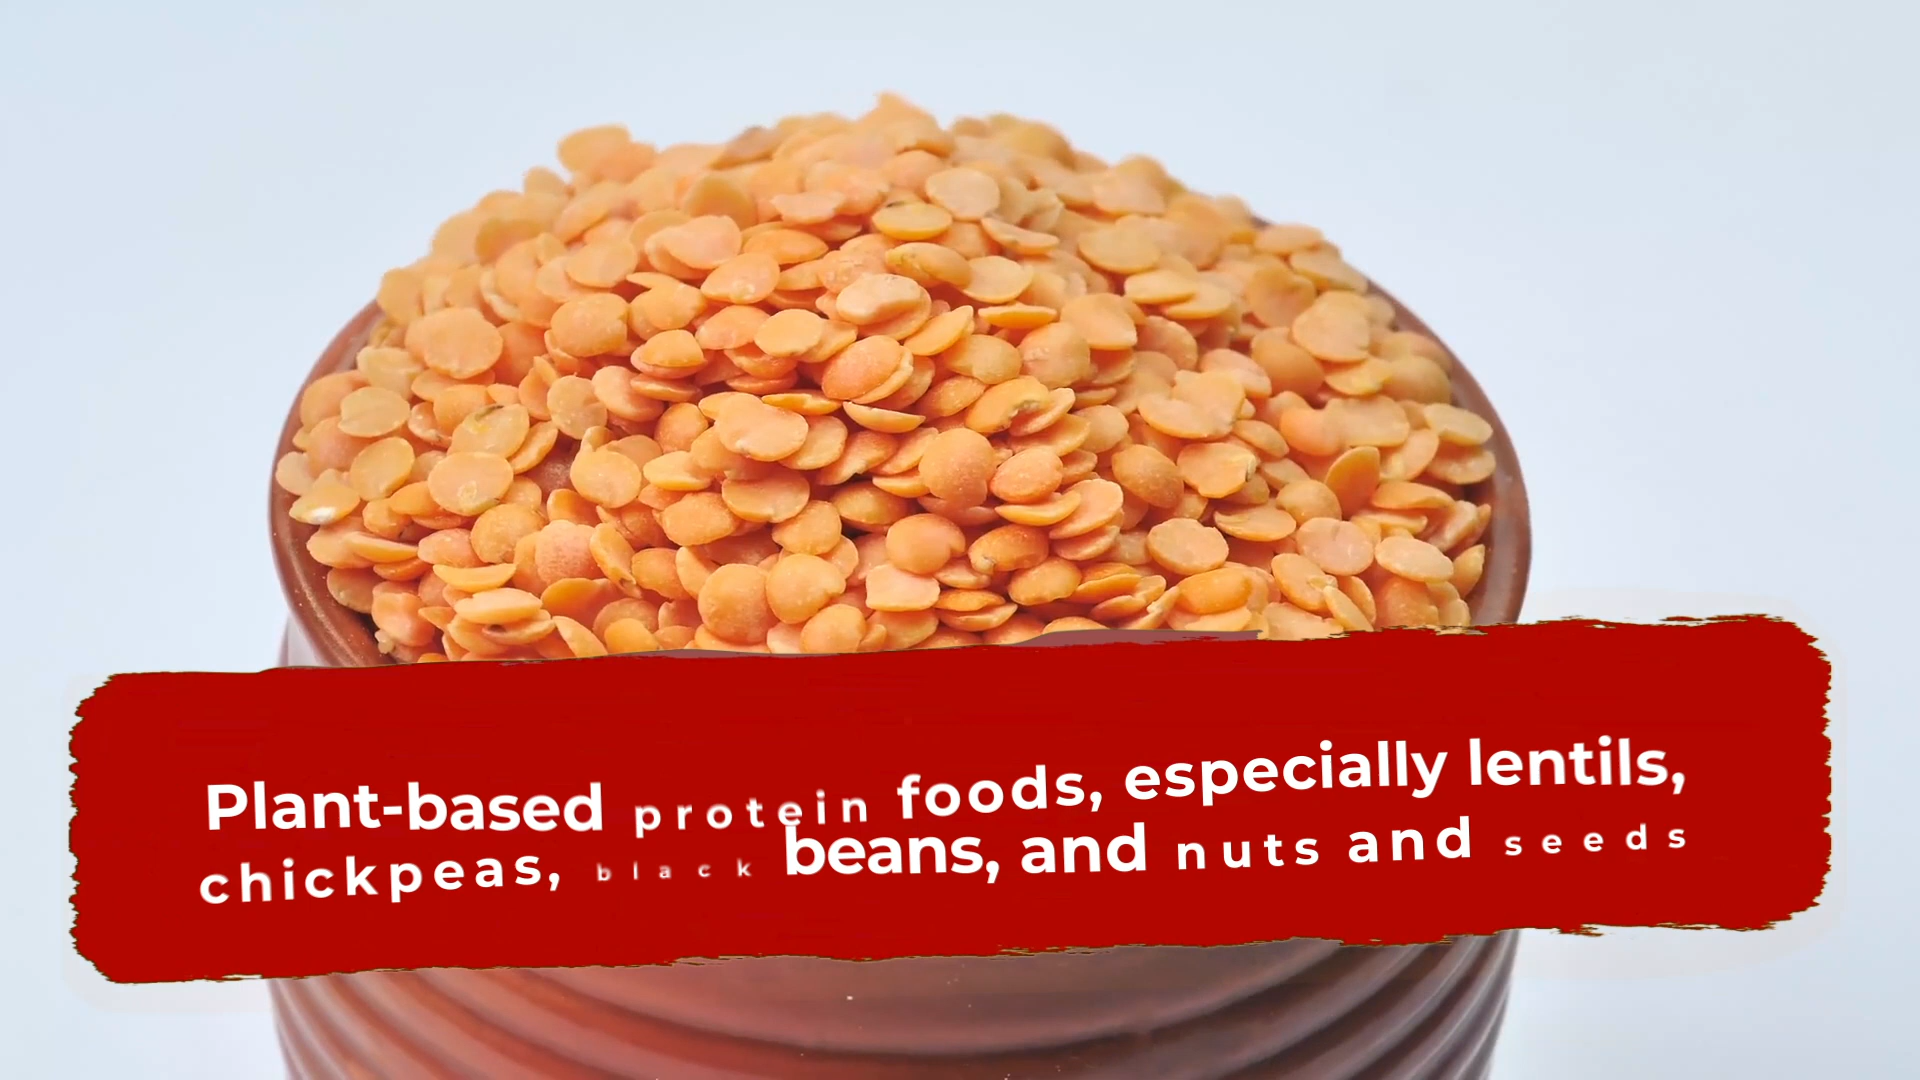 Plant-based protein foods, especially lentils,
chickpeas, black beans, and nuts and seeds